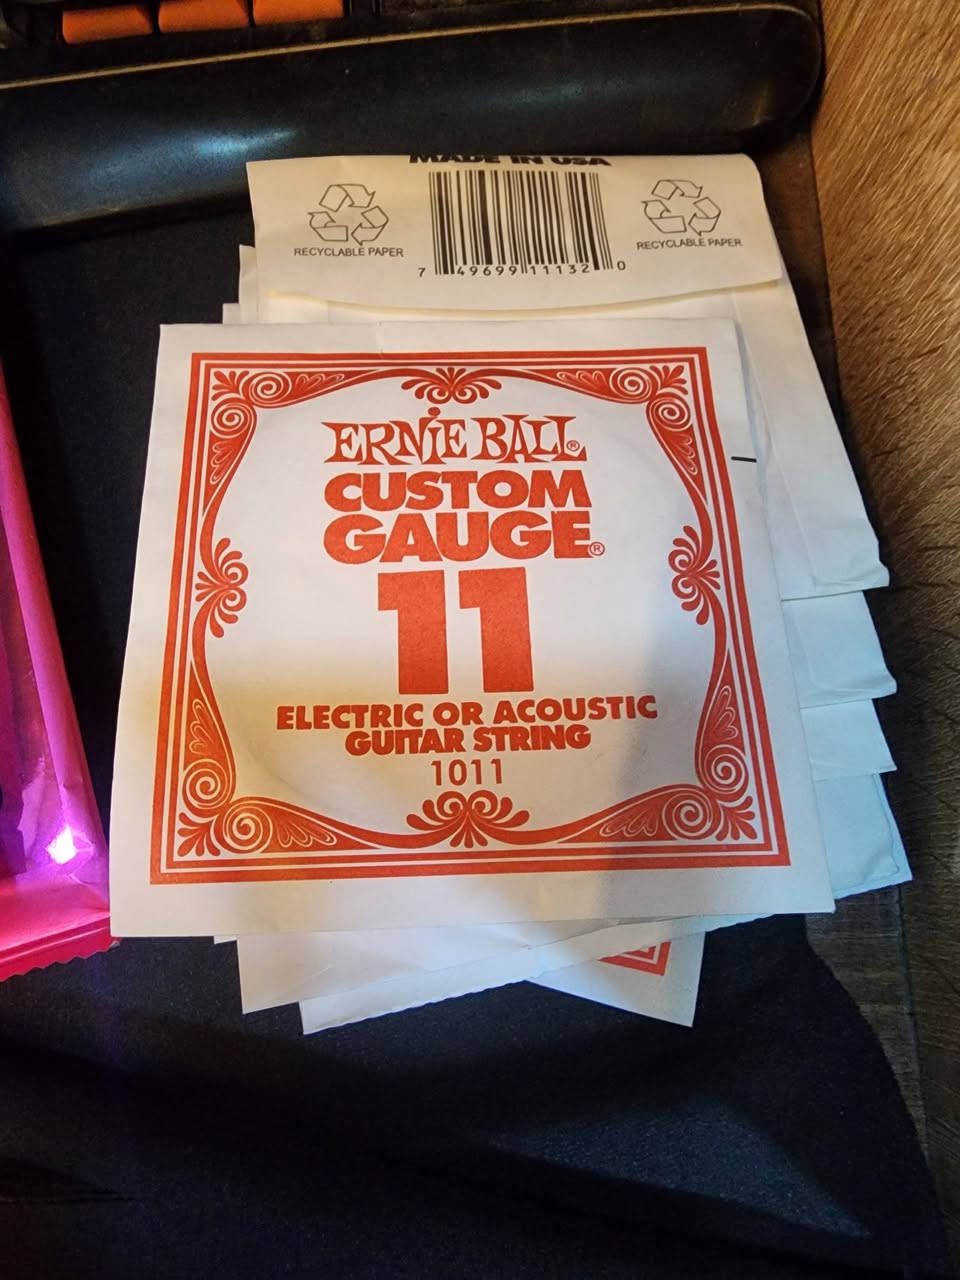 MADE IN USA
RECYCLABLE PAPER
7 49699 11132 0
RECYCLABLE PAPER
ERNIE BALL®
CUSTOM
GAUGE®
11
ELECTRIC OR ACOUSTIC
GUITAR STRING
1011